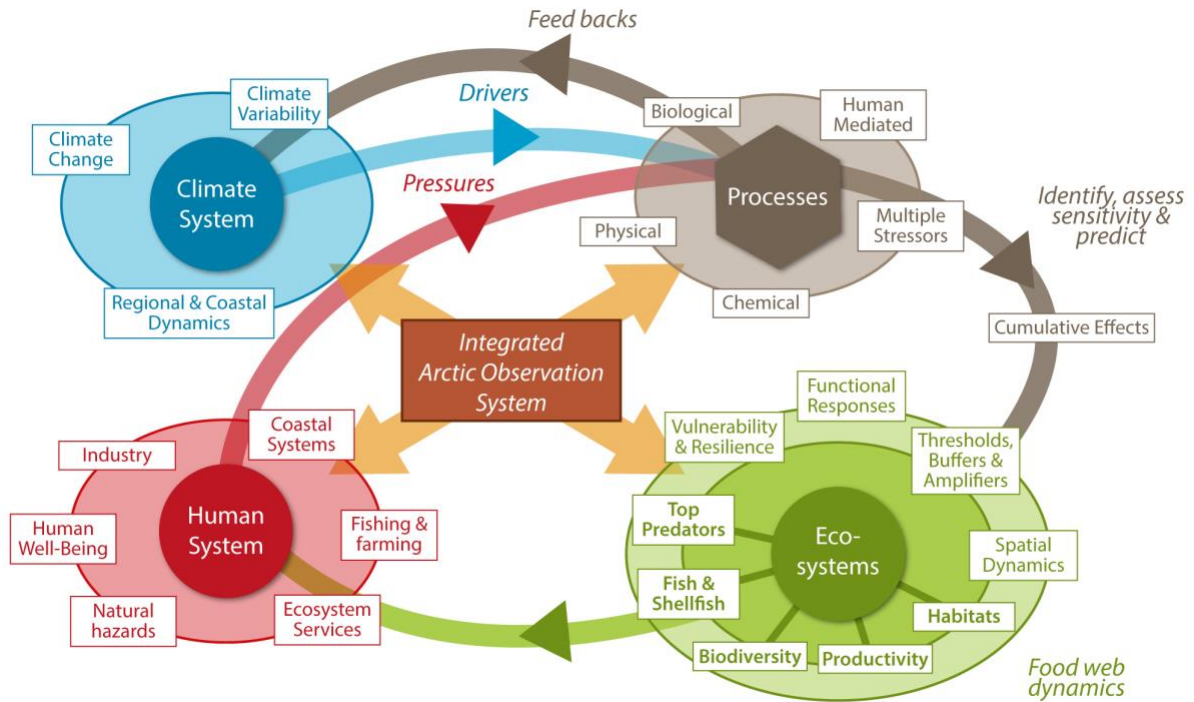 Feed backs
Drivers
Pressures
Climate
Variability
Climate
Change
Climate
System
Regional & Coastal
Dynamics
Biological
Human
Mediated
Processes
Physical
Multiple
Stressors
Chemical
Identify, assess
sensitivity &
predict
Cumulative Effects
Integrated
Arctic Observation
System
Coastal
Systems
Industry
Human
Well-Being
Human
System
Fishing &
farming
Natural
hazards
Ecosystem
Services
Functional
Responses
Vulnerability
& Resilience
Thresholds,
Buffers &
Amplifiers
Top
Predators
Eco-
systems
Spatial
Dynamics
Fish &
Shellfish
Habitats
Biodiversity
Productivity
Food web
dynamics